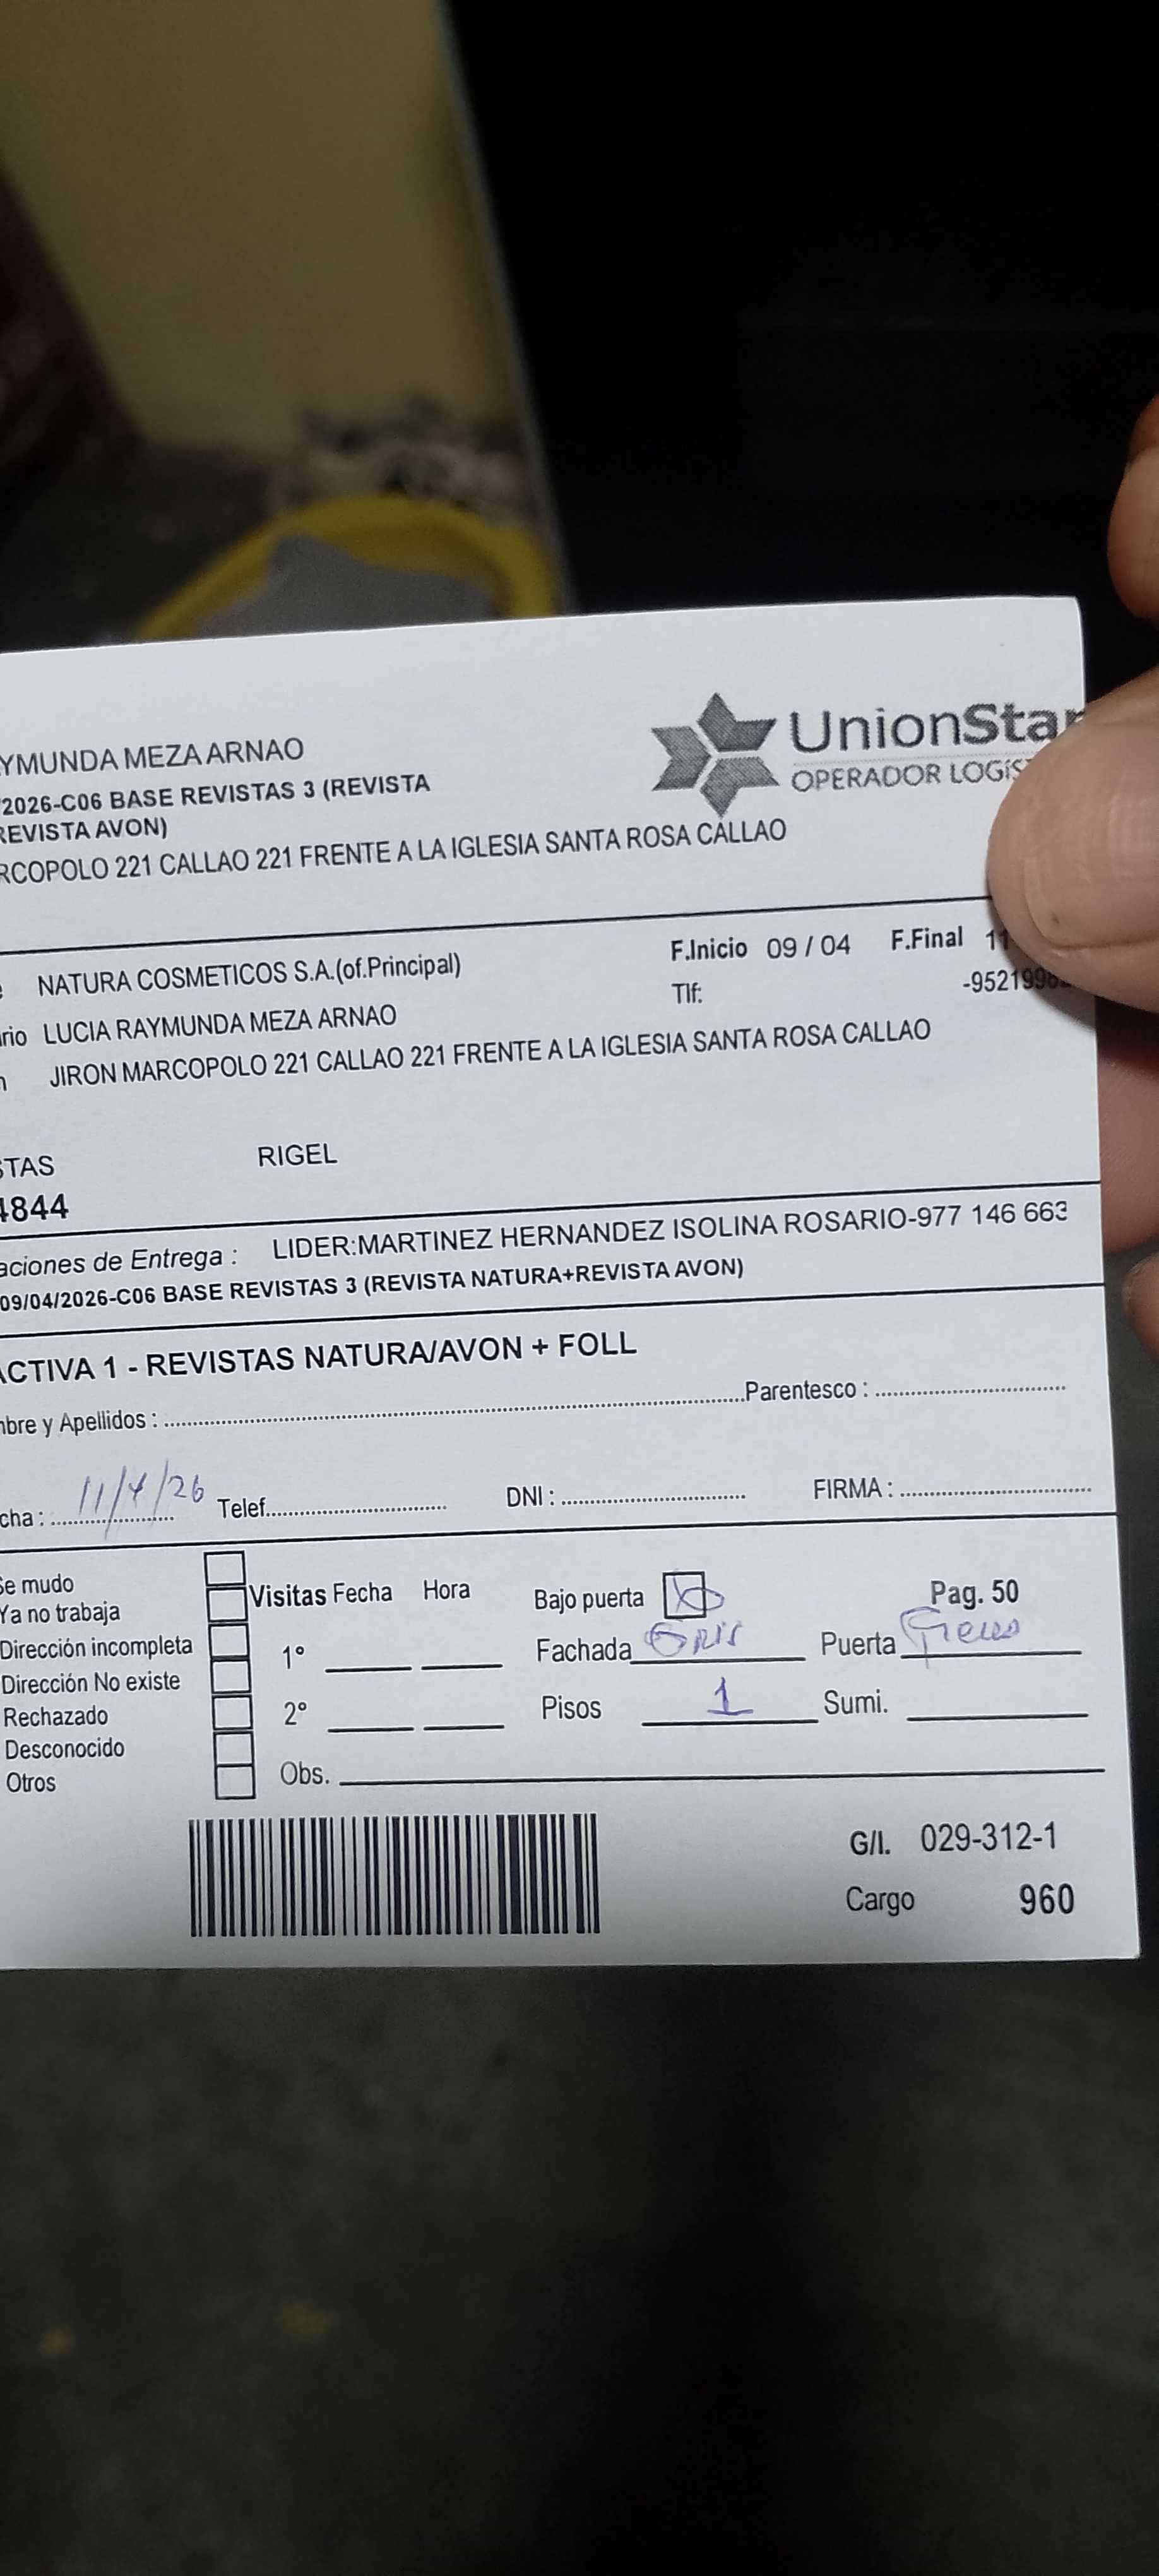 YMUNDA MEZA ARNAO
UnionStar
OPERADOR LOGÍS
2026-C06 BASE REVISTAS 3 (REVISTA
REVISTA AVON)
RCOPOLO 221 CALLAO 221 FRENTE A LA IGLESIA SANTA ROSA CALLAO
NATURA COSMETICOS S.A.(of.Principal)
F.Inicio 09 / 04 F.Final 11
Tlf: -952199
rio LUCIA RAYMUNDA MEZA ARNAO
n JIRON MARCOPOLO 221 CALLAO 221 FRENTE A LA IGLESIA SANTA ROSA CALLAO
STAS RIGEL
4844
aciones de Entrega : LIDER:MARTINEZ HERNANDEZ ISOLINA ROSARIO-977 146 663
09/04/2026-C06 BASE REVISTAS 3 (REVISTA NATURA+REVISTA AVON)
ACTIVA 1 - REVISTAS NATURA/AVON + FOLL
nbre y Apellidos : Parentesco :
cha : 11/4/26 Telef. DNI : FIRMA :
Se mudo
Ya no trabaja
Dirección incompleta
Dirección No existe
Rechazado
Desconocido
Otros
Visitas Fecha Hora
1°
2°
Obs.
Bajo puerta
Pag. 50
Fachada Gris Puerta
Pisos 1 Sumi.
G/I. 029-312-1
Cargo 960